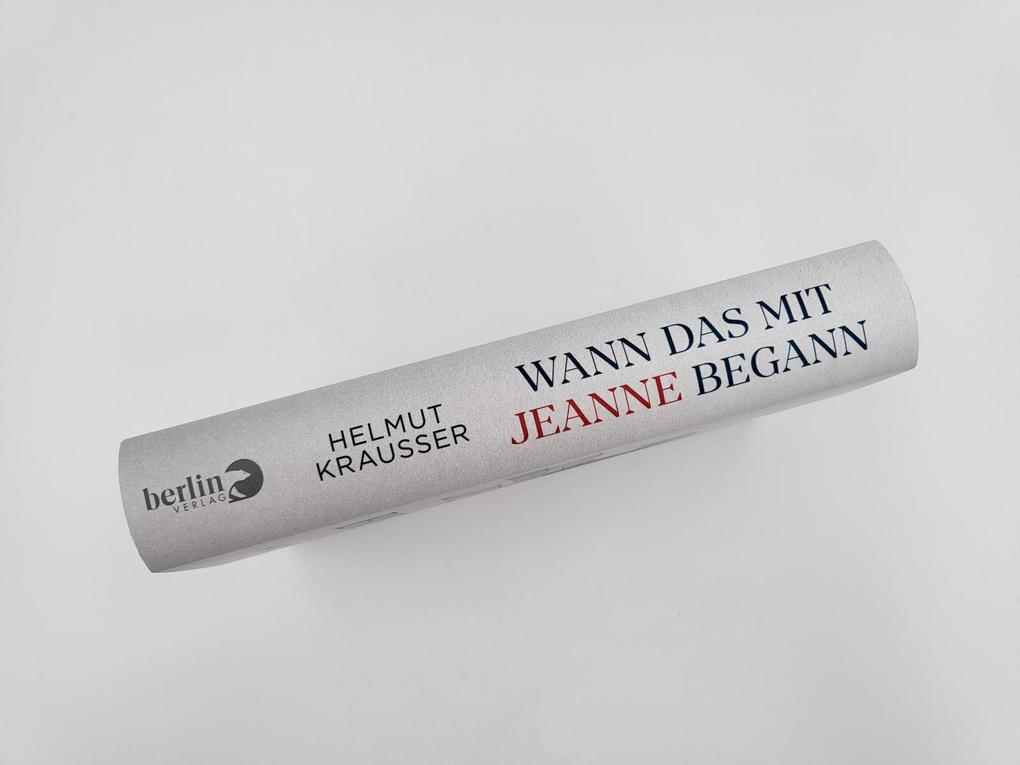 berlin
VERLAG
HELMUT
KRAUSSER
WANN DAS MIT
JEANNE BEGANN